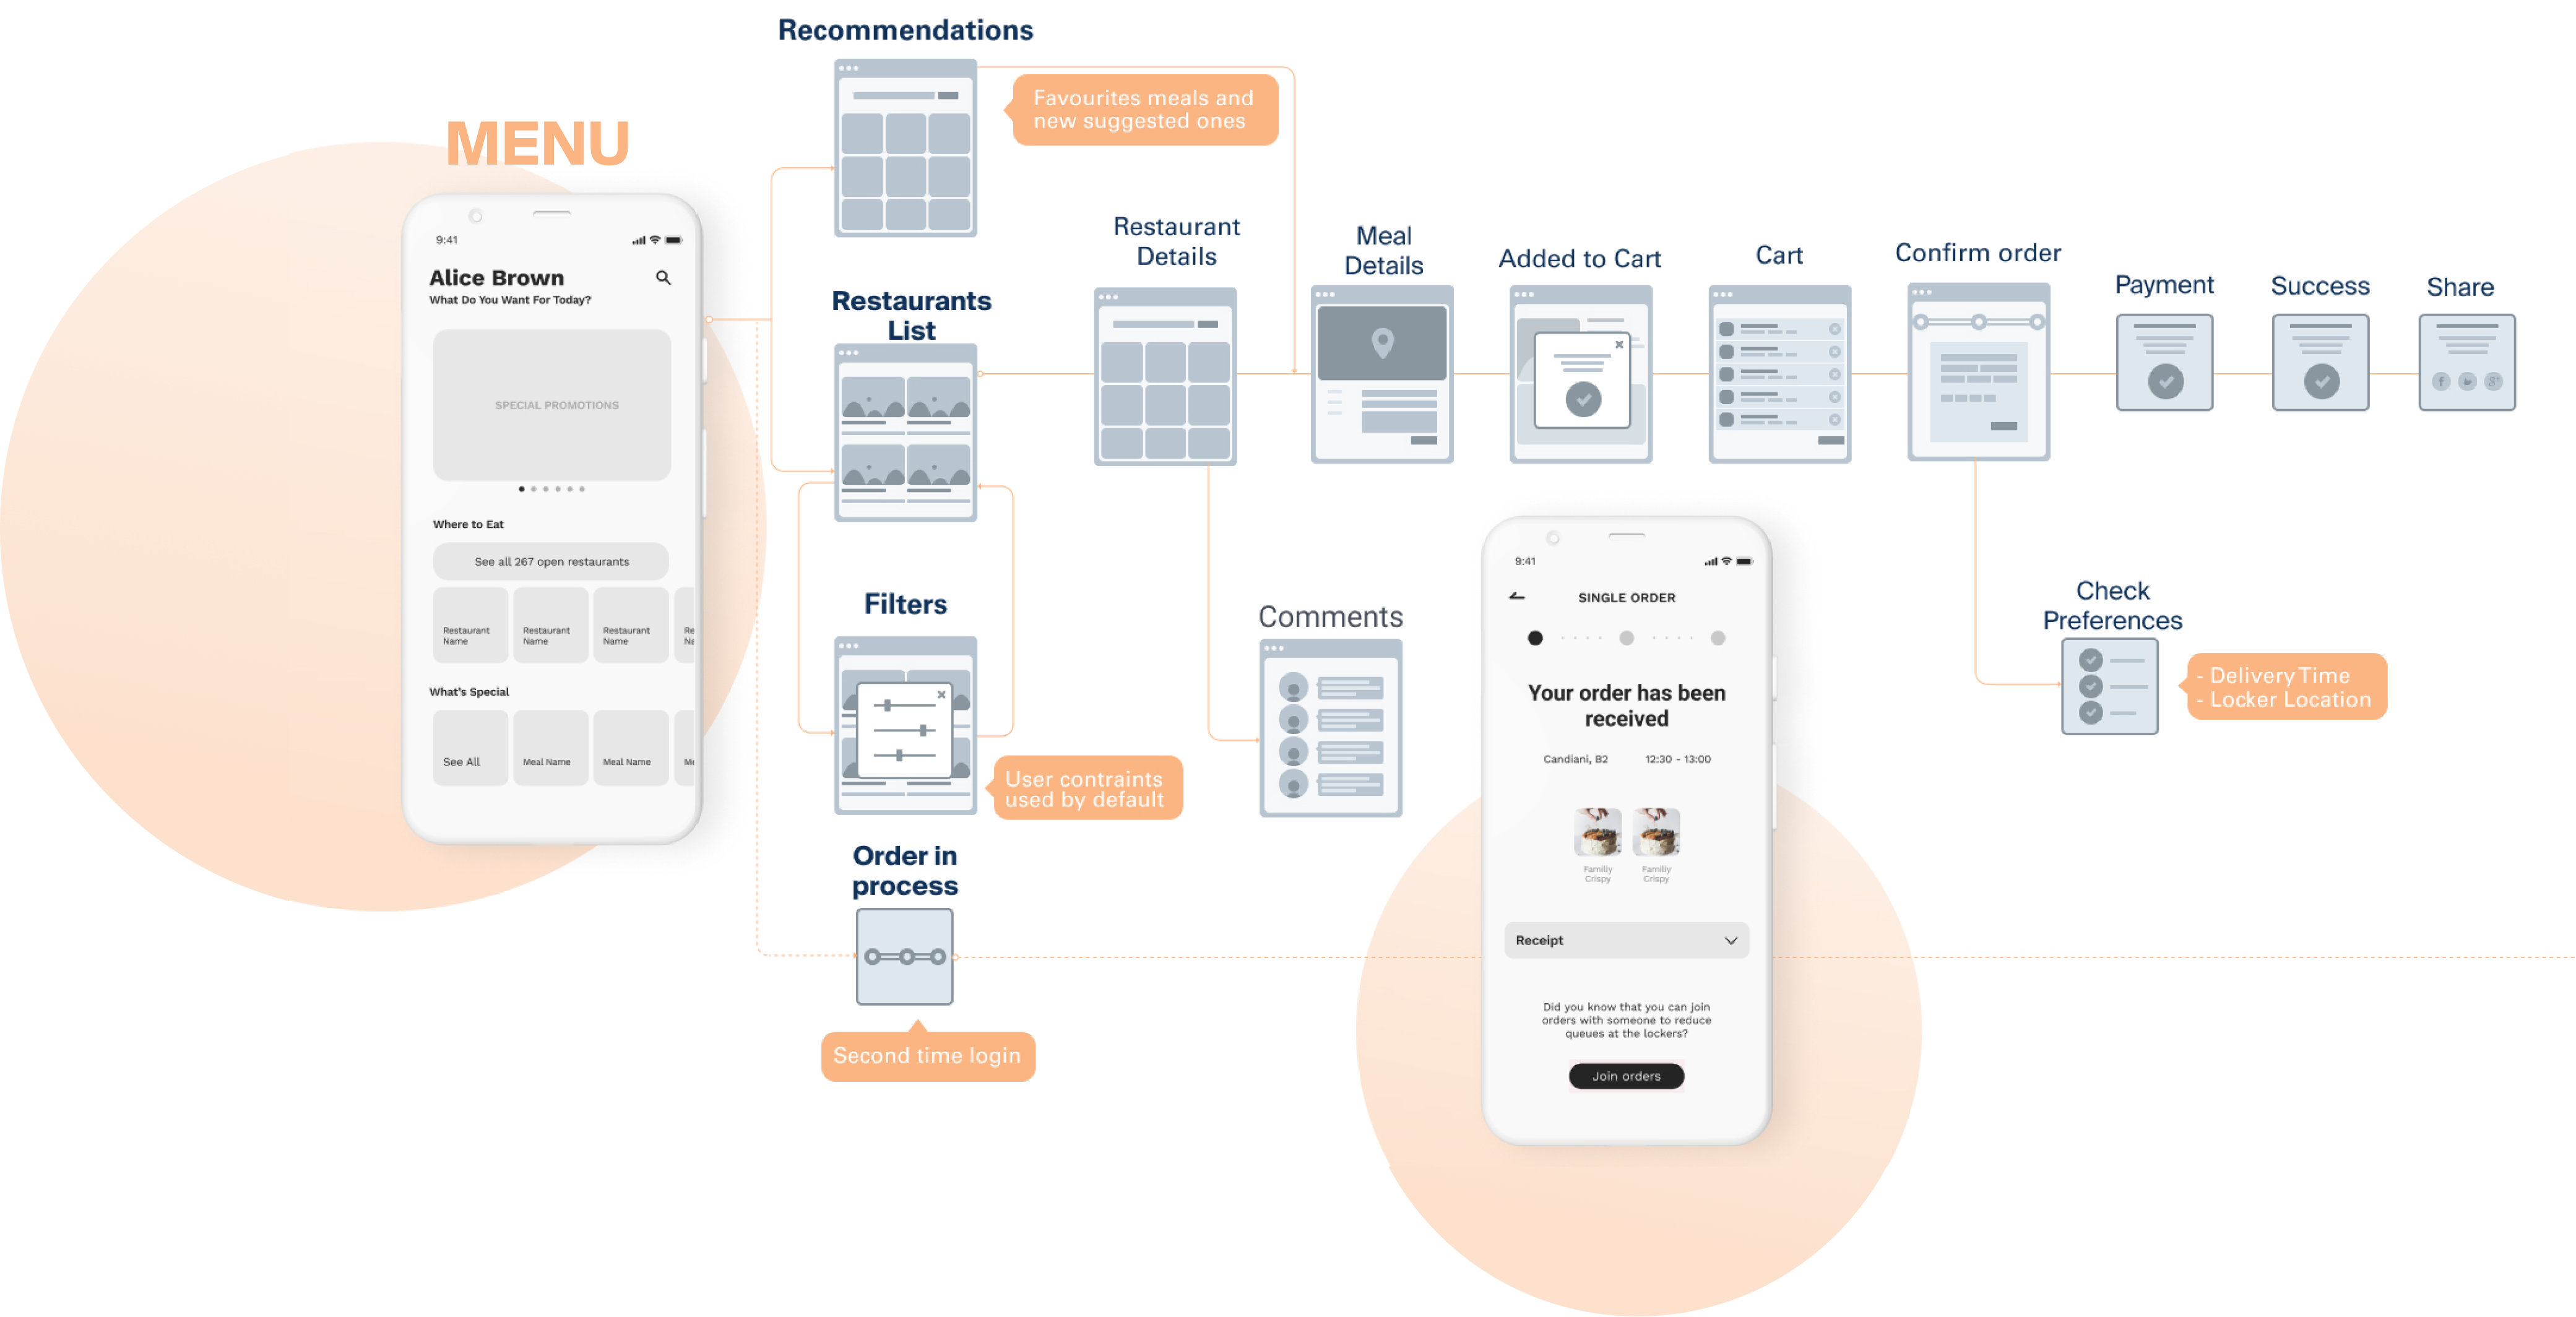 Recommendations
Favourites meals and
new suggested ones
MENU
9:41
Alice Brown
What Do You Want For Today?
SPECIAL PROMOTIONS
Where to Eat
See all 267 open restaurants
Restaurant
Name
Restaurant
Name
Restaurant
Name
Re
Na
What's Special
See All
Meal Name
Meal Name
Me
Restaurants
List
Restaurant
Details
Meal
Details
Added to Cart
Cart
Confirm order
Payment
Success
Share
Filters
User contraints
used by default
Comments
Check
Preferences
- Delivery Time
- Locker Location
Order in
process
Second time login
9:41
SINGLE ORDER
Your order has been
received
Candiani, B2
12:30 - 13:00
Familiy
Crispy
Familiy
Crispy
Receipt
Did you know that you can join
orders with someone to reduce
queues at the lockers?
Join orders